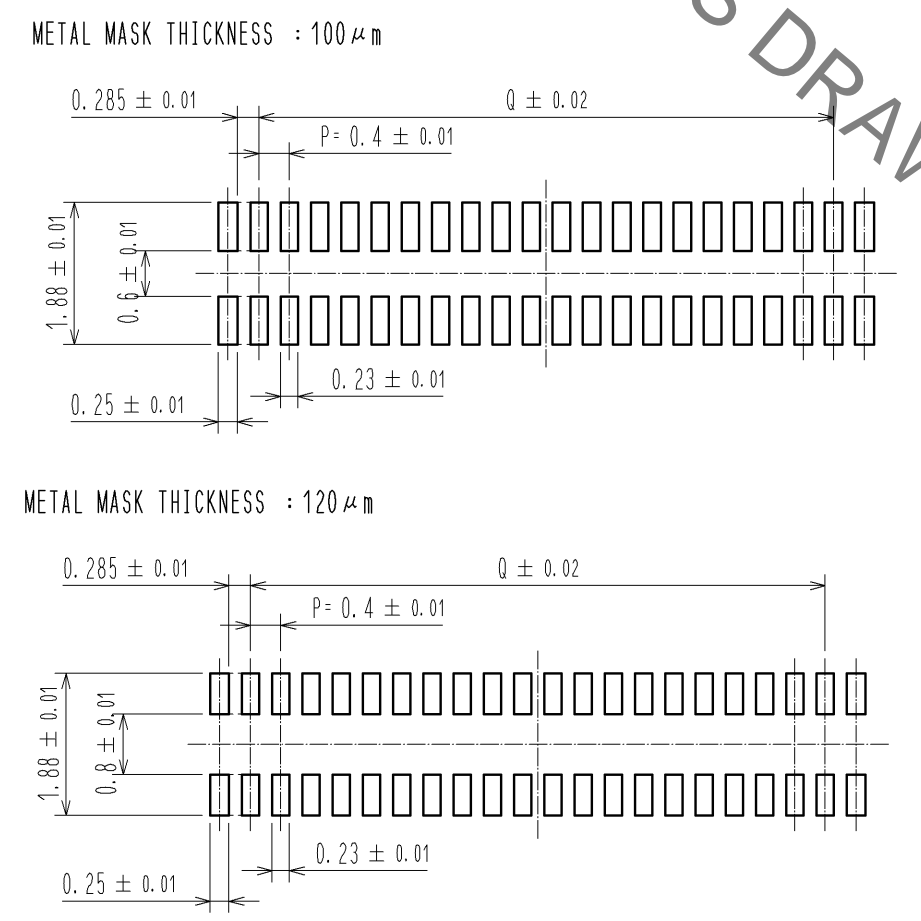 METAL MASK THICKNESS : 100μm
S DRAW
0.285 ± 0.01
Q ± 0.02
P= 0.4 ± 0.01
1.88 ± 0.01
0.6 ± 0.01
0.23 ± 0.01
0.25 ± 0.01
METAL MASK THICKNESS : 120μm
0.285 ± 0.01
Q ± 0.02
P= 0.4 ± 0.01
1.88 ± 0.01
0.8 ± 0.01
0.23 ± 0.01
0.25 ± 0.01